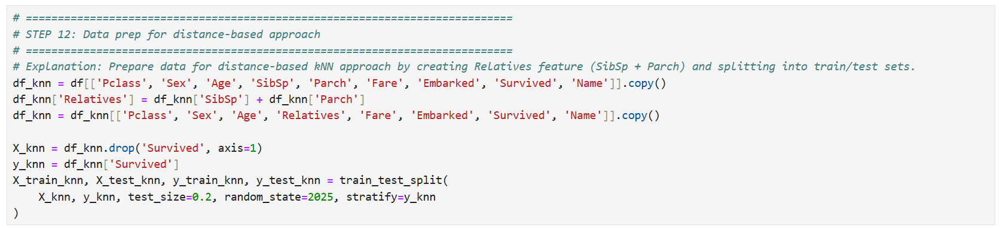 # ============================================================================
# STEP 12: Data prep for distance-based approach
# ============================================================================
# Explanation: Prepare data for distance-based kNN approach by creating Relatives feature (SibSp + Parch) and splitting into train/test sets.
df_knn = df[['Pclass', 'Sex', 'Age', 'SibSp', 'Parch', 'Fare', 'Embarked', 'Survived', 'Name']].copy()
df_knn['Relatives'] = df_knn['SibSp'] + df_knn['Parch']
df_knn = df_knn[['Pclass', 'Sex', 'Age', 'Relatives', 'Fare', 'Embarked', 'Survived', 'Name']].copy()

X_knn = df_knn.drop('Survived', axis=1)
y_knn = df_knn['Survived']
X_train_knn, X_test_knn, y_train_knn, y_test_knn = train_test_split(
    X_knn, y_knn, test_size=0.2, random_state=2025, stratify=y_knn
)